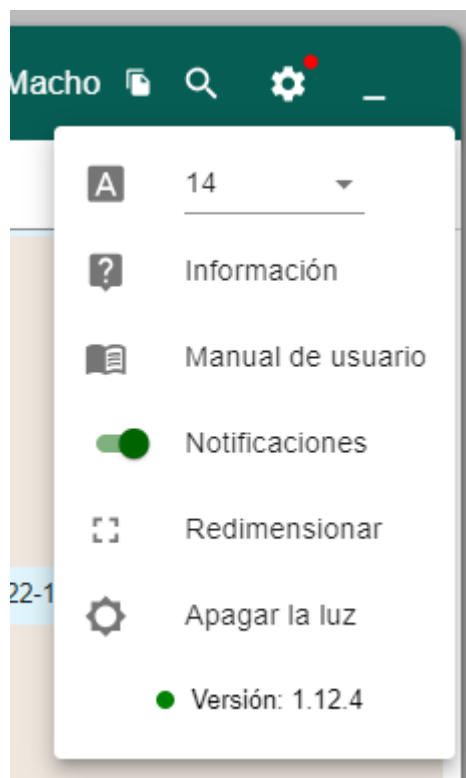 Macho
14
Información
Manual de usuario
Notificaciones
Redimensionar
22-1
Apagar la luz
Versión: 1.12.4